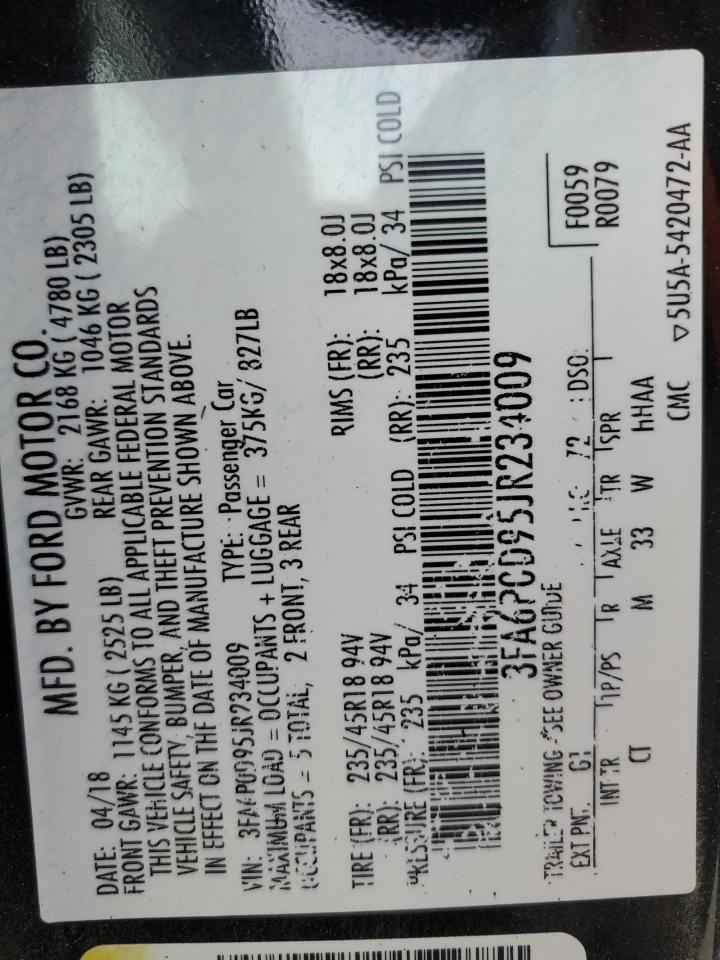 MFD. BY FORD MOTOR CO.
DATE: 04/18 GVWR: 2168 KG ( 4780 LB)
FRONT GAWR: 1145 KG ( 2525 LB) REAR GAWR: 1046 KG ( 2305 LB)
THIS VEHICLE CONFORMS TO ALL APPLICABLE FEDERAL MOTOR
VEHICLE SAFETY, BUMPER, AND THEFT PREVENTION STANDARDS
IN EFFECT ON THE DATE OF MANUFACTURE SHOWN ABOVE.
VIN: 3FA6P0D95JR234009 TYPE: Passenger Car
MAXIMUM LOAD = OCCUPANTS + LUGGAGE = 375KG/ 827LB
OCCUPANTS = 5 TOTAL, 2 FRONT, 3 REAR
TIRE (FR): 235/45R18 94V RIMS (FR): 18x8.0J
(RR): 235/45R18 94V (RR): 18x8.0J
PRESSURE (FR): 235 kPa/ 34 PSI COLD (RR): 235 kPa/ 34 PSI COLD
3FA6P0D95JR234009
TRAILER TOWING - SEE OWNER GUIDE
F0059
R0079
EXT PNT: G1 72 DSO:
INT TR TP/PS R AXLE TR SPR
CT M 33 W hHAA
CMC ▽5U5A-5420472-AA